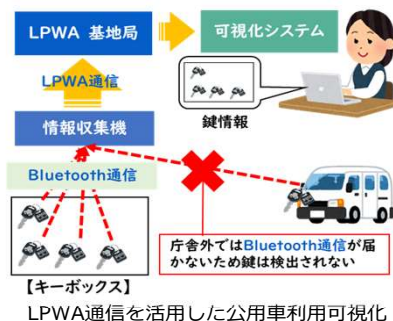 LPWA 基地局
可視化システム
LPWA通信
鍵情報
情報収集機
Bluetooth通信
庁舎外ではBluetooth通信が届
かないため鍵は検出されない
【キーボックス】
LPWA通信を活用した公用車利用可視化